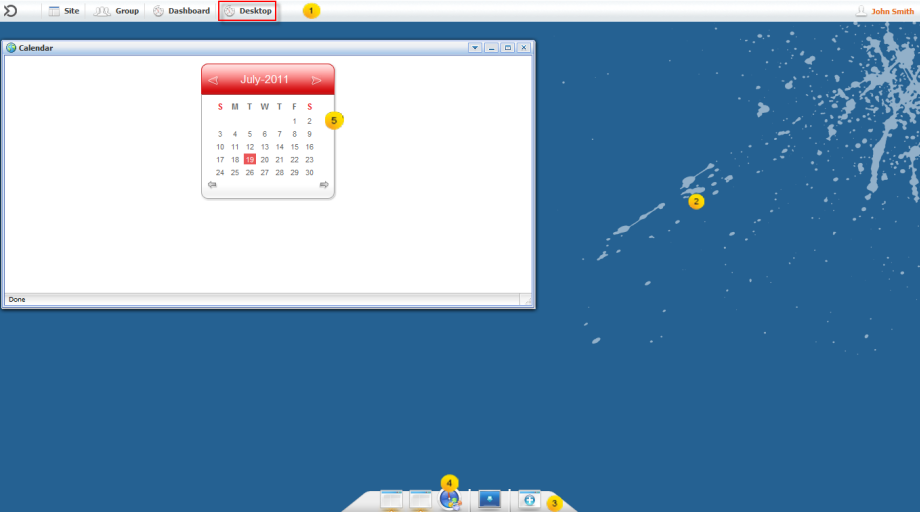 Site Group Dashboard Desktop 1 John Smith
Calendar
July-2011
S M T W T F S
1 2
5
3 4 5 6 7 8 9
10 11 12 13 14 15 16
17 18 19 20 21 22 23
24 25 26 27 28 29 30
2
Done
4
3